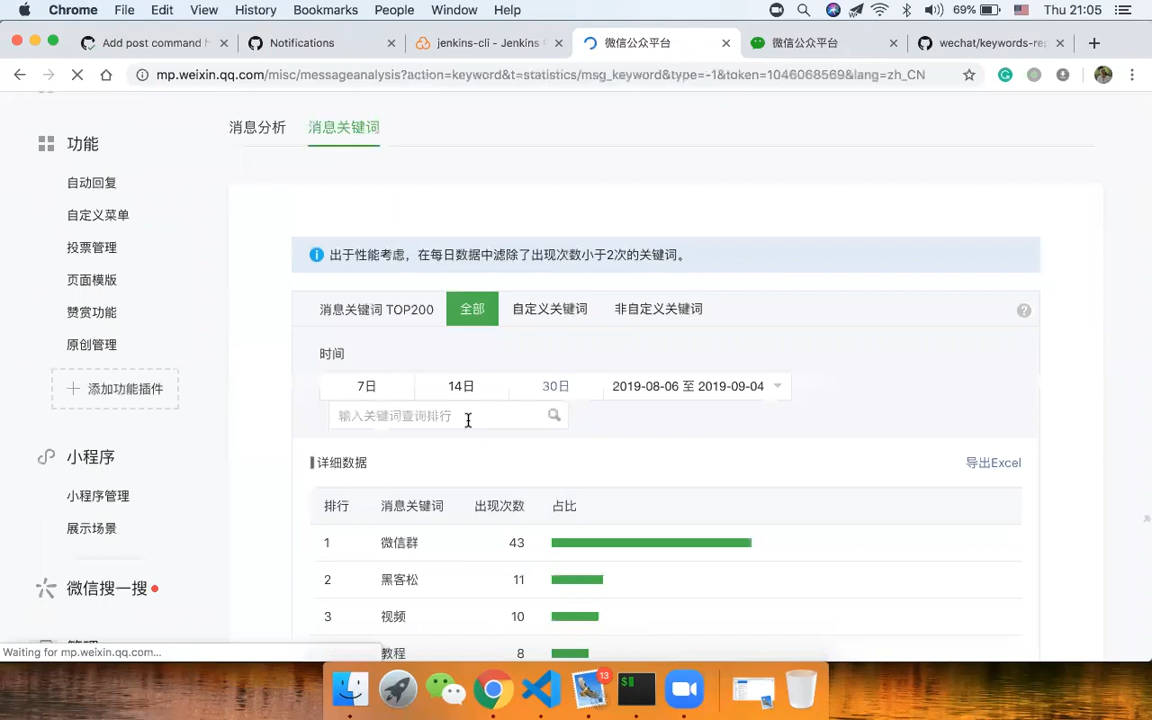 Chrome File Edit View History Bookmarks People Window Help 69% Thu 21:05
Add post command Notifications jenkins-cli - Jenkins 微信公众平台 微信公众平台 wechat/keywords-rep
mp.weixin.qq.com/misc/messageanalysis?action=keyword&t=statistics/msg_keyword&type=-1&token=1046068569&lang=zh_CN
消息分析 消息关键词
功能
自动回复
自定义菜单
投票管理
页面模版
赞赏功能
原创管理
添加功能插件
小程序
小程序管理
展示场景
微信搜一搜
出于性能考虑，在每日数据中滤除了出现次数小于2次的关键词。
消息关键词 TOP200 全部 自定义关键词 非自定义关键词
时间
7日 14日 30日 2019-08-06 至 2019-09-04
输入关键词查询排行
详细数据 导出Excel
排行 消息关键词 出现次数 占比
1 微信群 43
2 黑客松 11
3 视频 10
教程 8
Waiting for mp.weixin.qq.com...
13